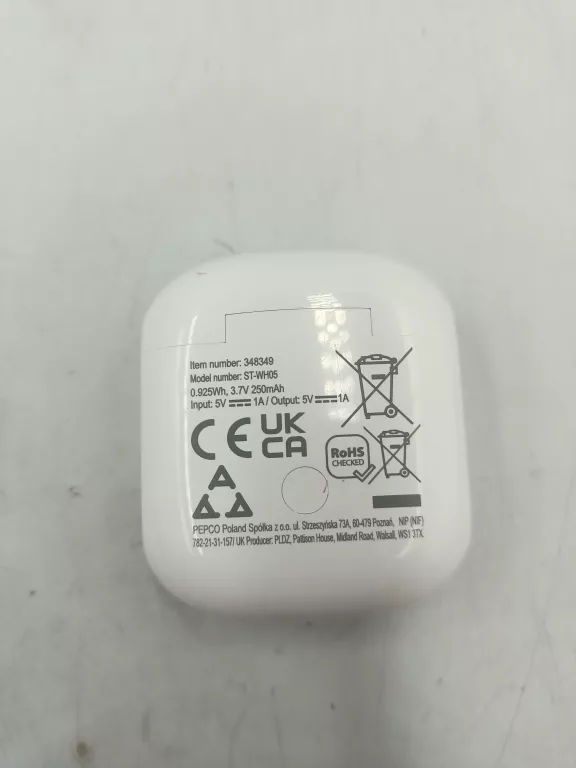 Item number: 348349
Model number: ST-WH05
0.925Wh, 3.7V 250mAh
Input: 5V⎓1A / Output: 5V⎓1A
CE UK CA
RoHS
CHECKED
PEPCO Poland Spółka z o.o. ul. Strzeszyńska 73A, 60-479 Poznań, NIP (NIF)
782-21-31-157/ UK Producer: PLDZ, Pattison House, Midland Road, Walsall, WS1 3TX